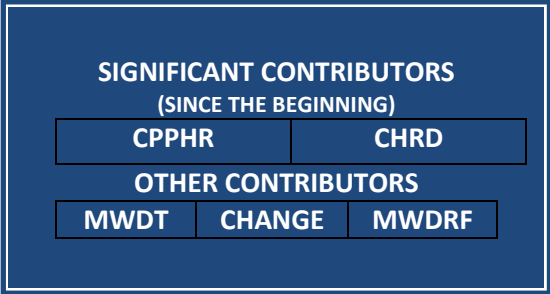 SIGNIFICANT CONTRIBUTORS
(SINCE THE BEGINNING)
CPPHR CHRD
OTHER CONTRIBUTORS
MWDT CHANGE MWDRF